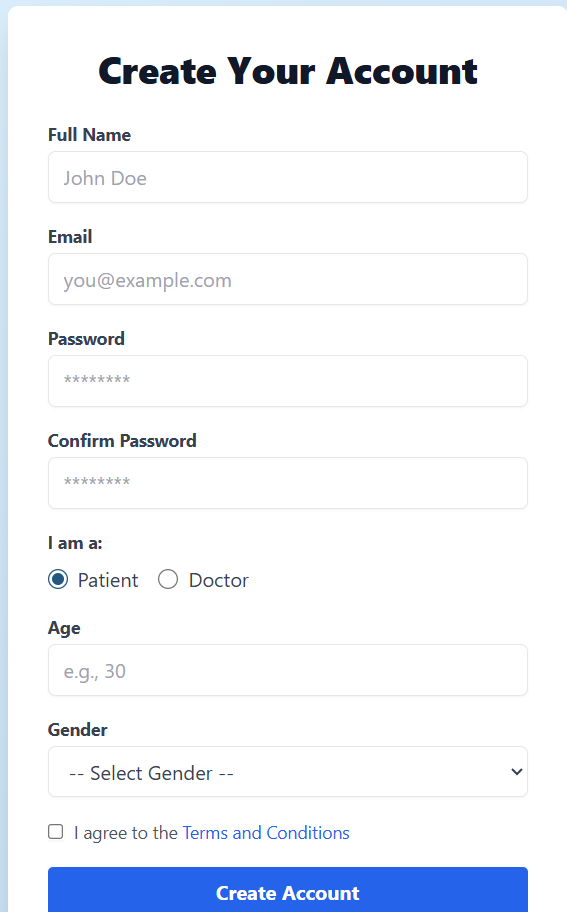 Create Your Account
Full Name
John Doe
Email
you@example.com
Password
********
Confirm Password
********
I am a:
Patient Doctor
Age
e.g., 30
Gender
-- Select Gender --
I agree to the Terms and Conditions
Create Account